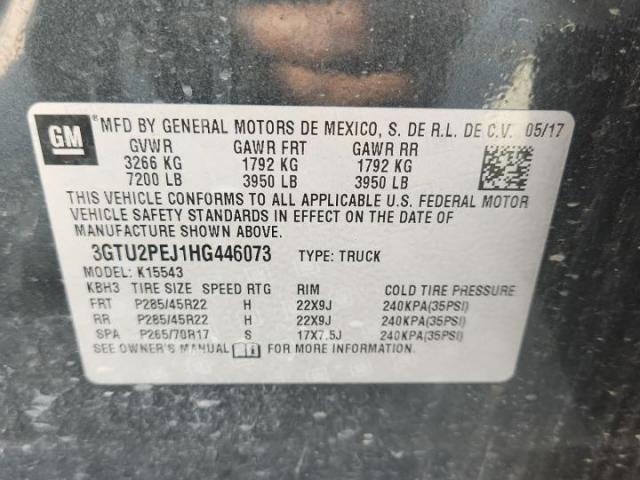 GM ® MFD BY GENERAL MOTORS DE MEXICO, S. DE R.L. DE C.V. 05/17
GVWR GAWR FRT GAWR RR
3266 KG 1792 KG 1792 KG
7200 LB 3950 LB 3950 LB
THIS VEHICLE CONFORMS TO ALL APPLICABLE U.S. FEDERAL MOTOR
VEHICLE SAFETY STANDARDS IN EFFECT ON THE DATE OF
MANUFACTURE SHOWN ABOVE.
3GTU2PEJ1HG446073 TYPE: TRUCK
MODEL: K15543
KBH3 TIRE SIZE SPEED RTG RIM COLD TIRE PRESSURE
FRT P285/45R22 H 22X9J 240KPA(35PSI)
RR P285/45R22 H 22X9J 240KPA(35PSI)
SPA P265/70R17 S 17X7.5J 240KPA(35PSI)
SEE OWNER'S MANUAL FOR MORE INFORMATION.